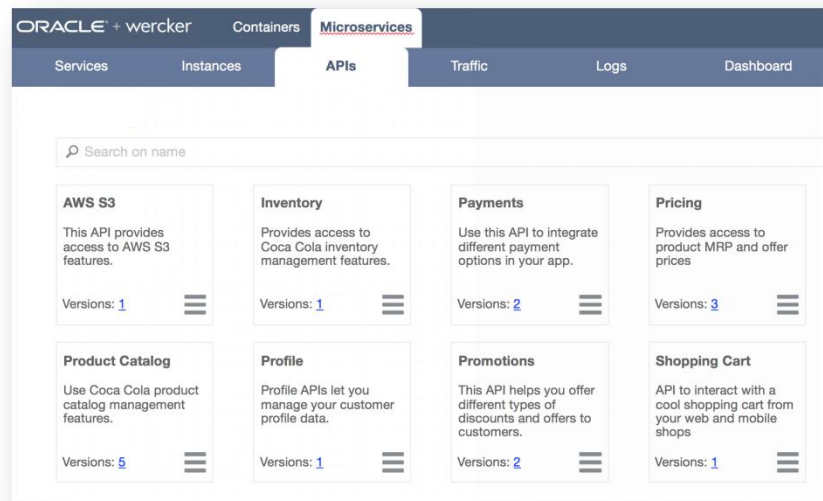 ORACLE + wercker Containers Microservices
Services Instances APIs Traffic Logs Dashboard
Search on name
AWS S3
This API provides
access to AWS S3
features.
Versions: 1
Inventory
Provides access to
Coca Cola inventory
management features.
Versions: 1
Payments
Use this API to integrate
different payment
options in your app.
Versions: 2
Pricing
Provides access to
product MRP and offer
prices
Versions: 3
Product Catalog
Use Coca Cola product
catalog management
features.
Versions: 5
Profile
Profile APIs let you
manage your customer
profile data.
Versions: 1
Promotions
This API helps you offer
different types of
discounts and offers to
customers.
Versions: 2
Shopping Cart
API to interact with a
cool shopping cart from
your web and mobile
shops
Versions: 1